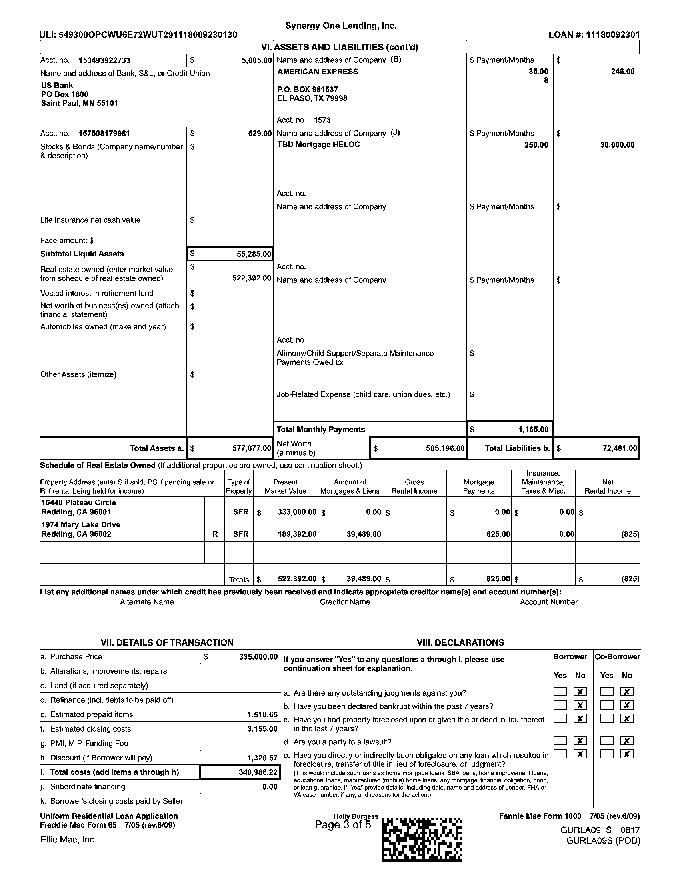 Synergy One Lending, Inc.
ULI: 549300OPCWU6E72WUT291118009230130
LOAN #: 11180092301
VI. ASSETS AND LIABILITIES (cont'd)
Acct. no. 153493922733 $ 5,005.00 Name and address of Company (B) $ Payment/Months $
Name and address of Bank, S&L, or Credit Union AMERICAN EXPRESS 35.00 249.00
8
US Bank
PO Box 1800 P.O. BOX 981537
Saint Paul, MN 55101 EL PASO, TX 79998
Acct. no. 1573
Acct. no. 157508179961 $ 629.00 Name and address of Company (J) $ Payment/Months $
Stocks & Bonds (Company name/number $ TBD Mortgage HELOC 250.00 30,000.00
& description)
Acct. no.
Name and address of Company $ Payment/Months $
Life insurance net cash value $
Face amount: $
Subtotal Liquid Assets $ 55,285.00
Real estate owned (enter market value $ Acct. no.
from schedule of real estate owned) 522,392.00 Name and address of Company $ Payment/Months $
Vested interest in retirement fund $
Net worth of business(es) owned (attach $
financial statement)
Automobiles owned (make and year) $
Acct. no.
Alimony/Child Support/Separate Maintenance $
Payments Owed to:
Other Assets (itemize) $
Job-Related Expense (child care, union dues, etc.) $
Total Monthly Payments $ 1,165.00
Total Assets a. $ 577,677.00 Net Worth $ 505,196.00 Total Liabilities b. $ 72,481.00
(a minus b)
Schedule of Real Estate Owned (If additional properties are owned, use continuation sheet.)
Property Address (enter S if sold, PS if pending sale or R if rental being held for income) Type of Property Present Market Value Amount of Mortgages & Liens Gross Rental Income Mortgage Payments Insurance, Maintenance, Taxes & Misc. Net Rental Income
15440 Plateau Circle
Redding, CA 96001 SFR $ 333,000.00 $ 0.00 $ $ 0.00 $ 0.00 $
1974 Mary Lake Drive
Redding, CA 96002 R SFR 189,392.00 39,489.00 825.00 0.00 (825)
Totals $ 522,392.00 $ 39,489.00 $ $ 825.00 $ 0.00 $ (825)
List any additional names under which credit has previously been received and indicate appropriate creditor name(s) and account number(s):
Alternate Name Creditor Name Account Number
VII. DETAILS OF TRANSACTION VIII. DECLARATIONS
a. Purchase Price $ 335,000.00 If you answer "Yes" to any questions a through i, please use Borrower Co-Borrower
b. Alterations, improvements, repairs continuation sheet for explanation. Yes No Yes No
c. Land (if acquired separately)
d. Refinance (incl. debts to be paid off) a. Are there any outstanding judgments against you? X X
e. Estimated prepaid items 1,510.65 b. Have you been declared bankrupt within the past 7 years? X X
f. Estimated closing costs 3,155.00 c. Have you had property foreclosed upon or given title or deed in lieu thereof X X
in the last 7 years?
g. PMI, MIP, Funding Fee d. Are you a party to a lawsuit? X X
h. Discount (if Borrower will pay) 1,320.57 e. Have you directly or indirectly been obligated on any loan which resulted in X X
i. Total costs (add items a through h) 340,986.22 foreclosure, transfer of title in lieu of foreclosure, or judgment?
j. Subordinate financing 0.00 (This would include such loans as home mortgage loans, SBA loans, home improvement loans, educational loans, manufactured (mobile) home loans, any mortgage, financial obligation, bond, or loan guarantee. If "Yes," provide details, including date, name and address of Lender, FHA or VA case number, if any, and reasons for the action.)
k. Borrower's closing costs paid by Seller
Uniform Residential Loan Application Holly Burgess Fannie Mae Form 1003 7/05 (rev.6/09)
Freddie Mac Form 65 7/05 (rev.6/09) Page 3 of 5 GURLA09_S 0817
Ellie Mae, Inc. GURLA09S (POD)